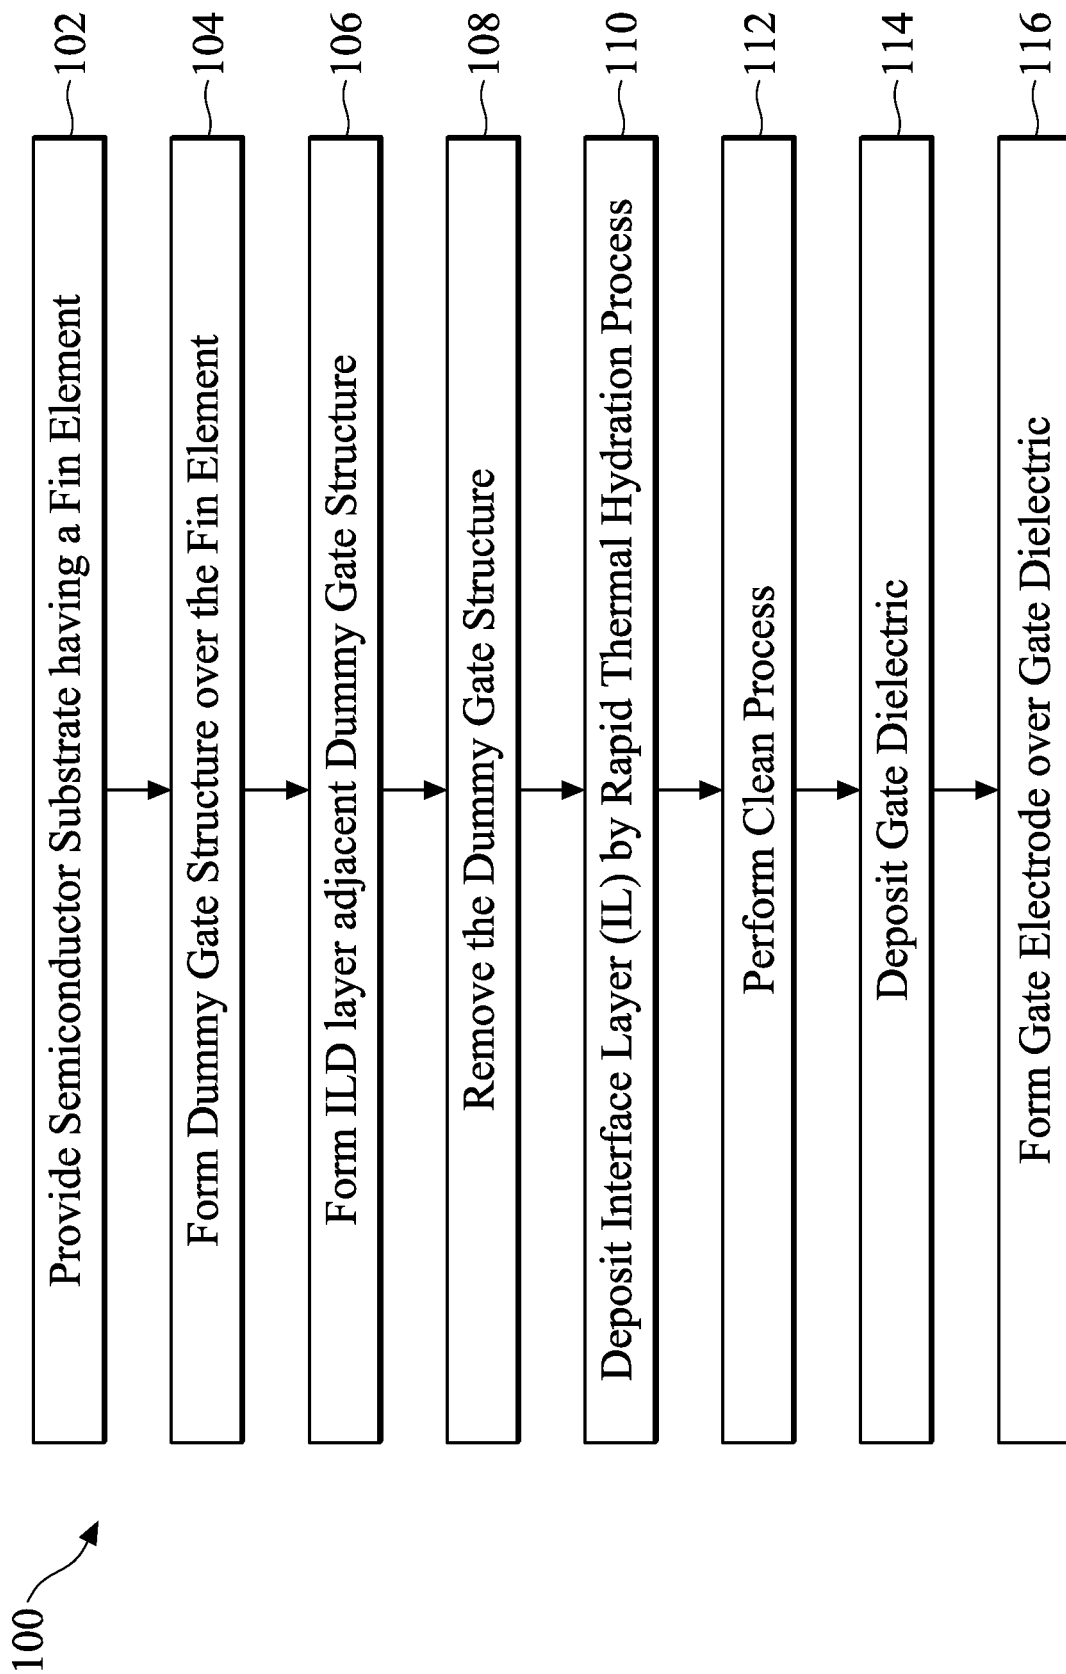 100
Provide Semiconductor Substrate having a Fin Element
102
Form Dummy Gate Structure over the Fin Element
104
Form ILD layer adjacent Dummy Gate Structure
106
Remove the Dummy Gate Structure
108
Deposit Interface Layer (IL) by Rapid Thermal Hydration Process
110
Perform Clean Process
112
Deposit Gate Dielectric
114
Form Gate Electrode over Gate Dielectric
116